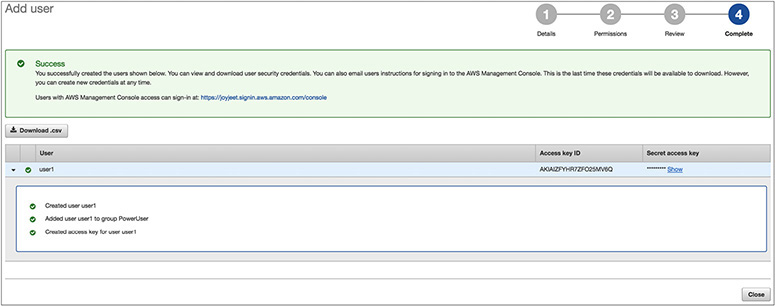 Add user
1
2
3
4
Details
Permissions
Review
Complete
Success
You successfully created the users shown below. You can view and download user security credentials. You can also email users instructions for signing in to the AWS Management Console. This is the last time these credentials will be available to download. However,
you can create new credentials at any time.
Users with AWS Management Console access can sign-in at: https://joyjeet.signin.aws.amazon.com/console
Download .csv
User Access key ID Secret access key
user1 AKIAIZFYHR7ZFO25MV6Q ********* Show
Created user user1
Added user user1 to group PowerUser
Created access key for user user1
Close